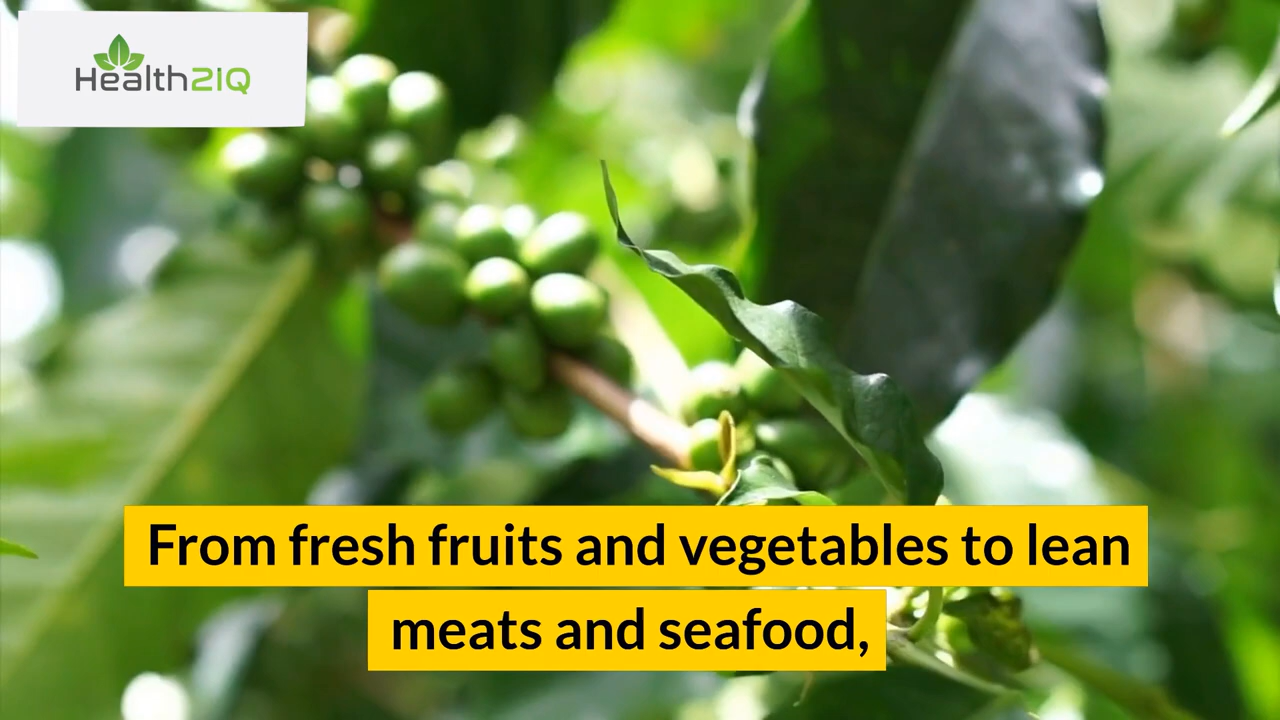 Health2IQ
From fresh fruits and vegetables to lean
meats and seafood,